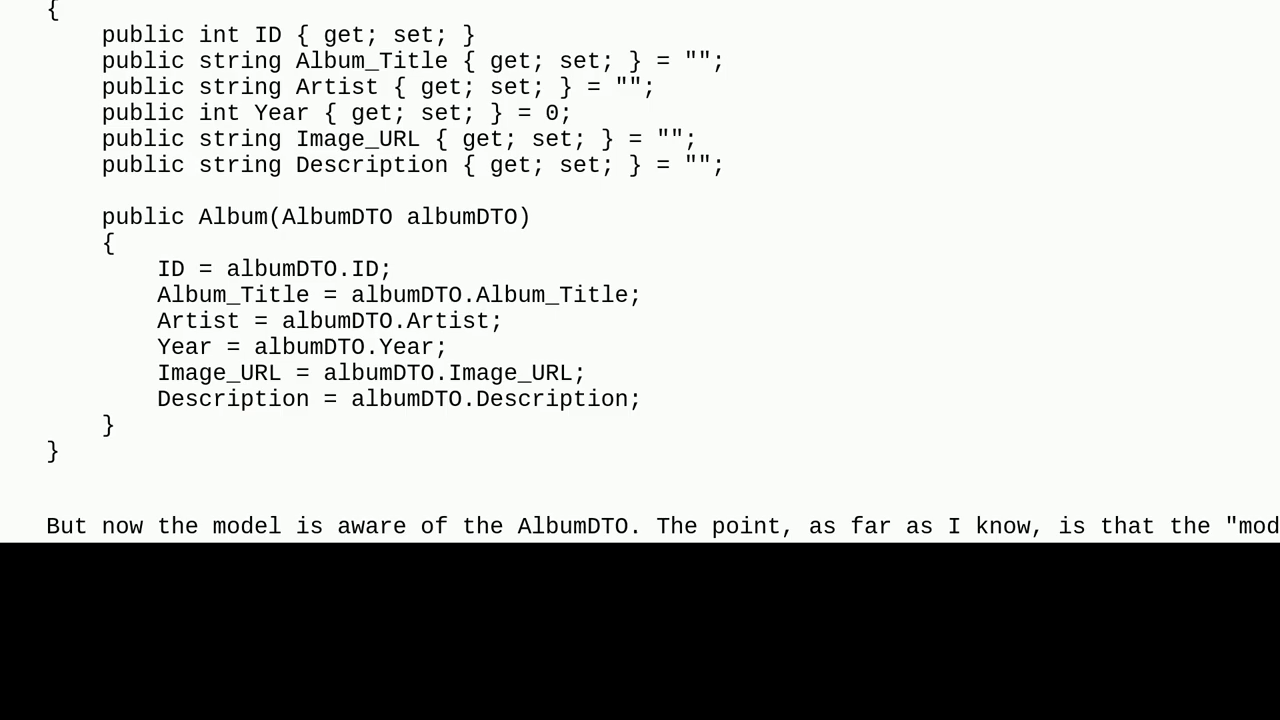 {
    public int ID { get; set; }
    public string Album_Title { get; set; } = "";
    public string Artist { get; set; } = "";
    public int Year { get; set; } = 0;
    public string Image_URL { get; set; } = "";
    public string Description { get; set; } = "";

    public Album(AlbumDTO albumDTO)
    {
        ID = albumDTO.ID;
        Album_Title = albumDTO.Album_Title;
        Artist = albumDTO.Artist;
        Year = albumDTO.Year;
        Image_URL = albumDTO.Image_URL;
        Description = albumDTO.Description;
    }
}

But now the model is aware of the AlbumDTO. The point, as far as I know, is that the "mod